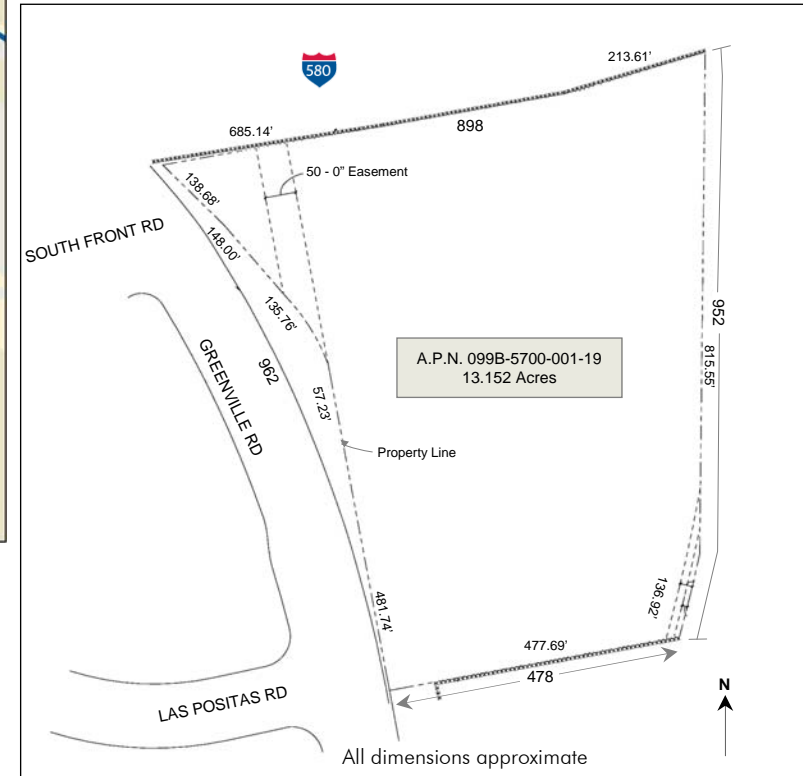 213.61'
580
685.14'
898
50 - 0" Easement
138.68'
SOUTH FRONT RD
148.00'
135.76'
952
GREENVILLE RD
962
A.P.N. 099B-5700-001-19
13.152 Acres
815.55'
57.23'
Property Line
136.92'
481.74'
477.69'
478
LAS POSITAS RD
N
All dimensions approximate